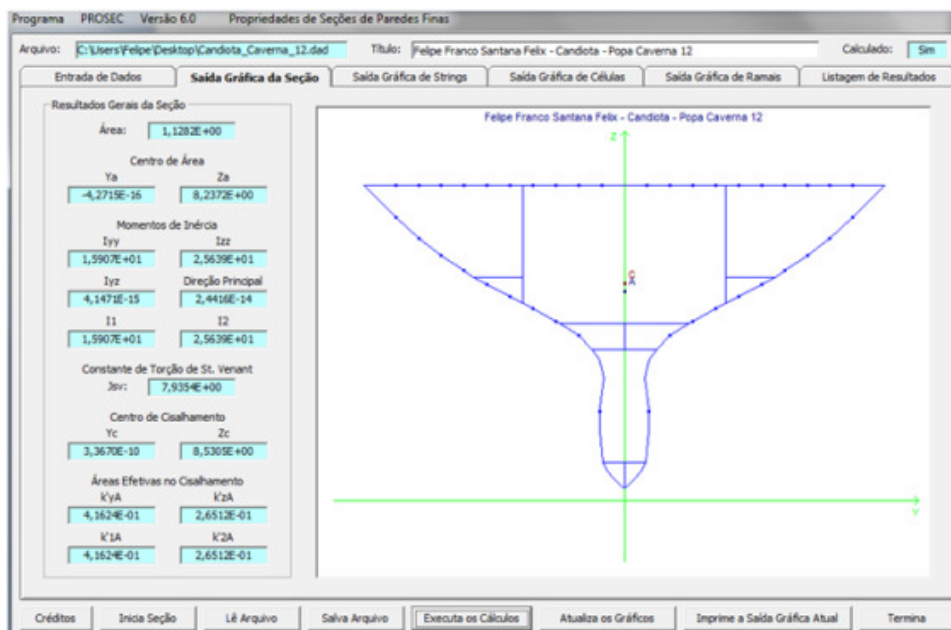 Programa PROSEC Versão 6.0 Propriedades de Seções de Paredes Finas
Arquivo: C:\Users\Felipe\Desktop\Candiota_Caverna_12.dad Título: Felipe Franco Santana Felix - Candiota - Popa Caverna 12 Calculado: Sim
Entrada de Dados Saída Gráfica da Seção Saída Gráfica de Strings Saída Gráfica de Células Saída Gráfica de Ramais Listagem de Resultados
Resultados Gerais da Seção
Área: 1,1282E+00
Centro de Área
Ya Za
-4,2715E-16 8,2372E+00
Momentos de Inércia
Iyy Izz
1,5907E+01 2,5639E+01
Iyz Direção Principal
4,1471E-15 2,4416E-14
I1 I2
1,5907E+01 2,5639E+01
Constante de Torção de St. Venant
Jsv: 7,9354E+00
Centro de Cisalhamento
Yc Zc
3,3670E-10 8,5305E+00
Áreas Efetivas no Cisalhamento
k'yA k'zA
4,1624E-01 2,6512E-01
k'1A k'2A
4,1624E-01 2,6512E-01
Felipe Franco Santana Felix - Candiota - Popa Caverna 12
Z
C
A
Y
Créditos Inicia Seção Lê Arquivo Salva Arquivo Executa os Cálculos Atualiza os Gráficos Imprime a Saída Gráfica Atual Termina